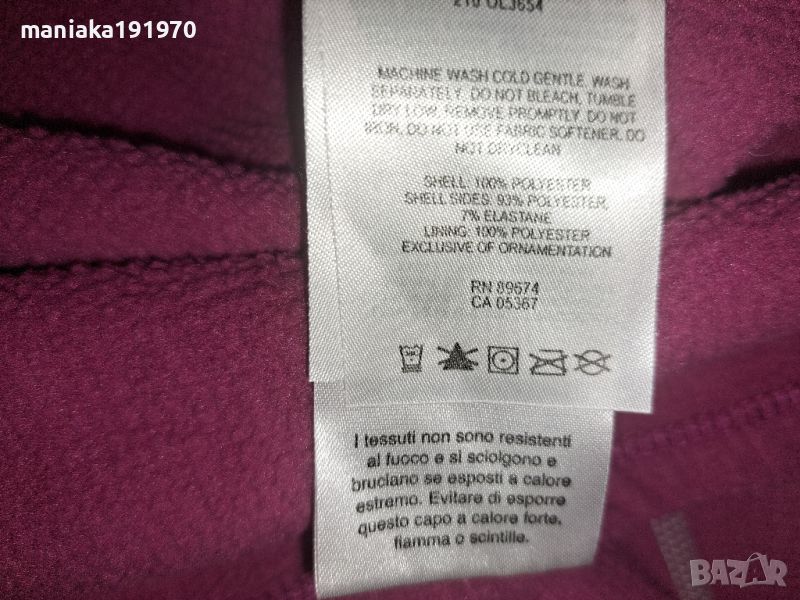 maniaka191970
210 OL3654
MACHINE WASH COLD GENTLE. WASH
SEPARATELY. DO NOT BLEACH, TUMBLE
DRY LOW. REMOVE PROMPTLY. DO NOT
IRON, DO NOT USE FABRIC SOFTENER, DO
NOT DRYCLEAN
SHELL: 100% POLYESTER
SHELL SIDES: 93% POLYESTER,
7% ELASTANE
LINING: 100% POLYESTER
EXCLUSIVE OF ORNAMENTATION
RN 89674
CA 05367
I tessuti non sono resistenti
al fuoco e si sciolgono e
bruciano se esposti a calore
estremo. Evitare di esporre
questo capo a calore forte,
fiamma o scintille.
BAZAR